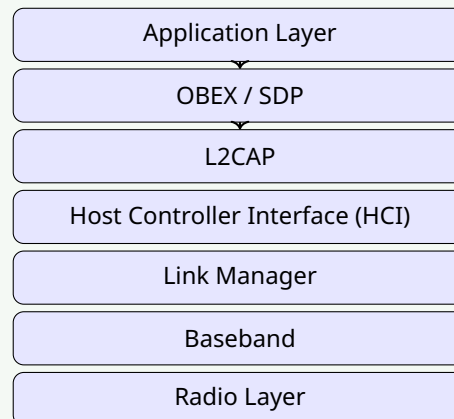 Application Layer
OBEX / SDP
L2CAP
Host Controller Interface (HCI)
Link Manager
Baseband
Radio Layer